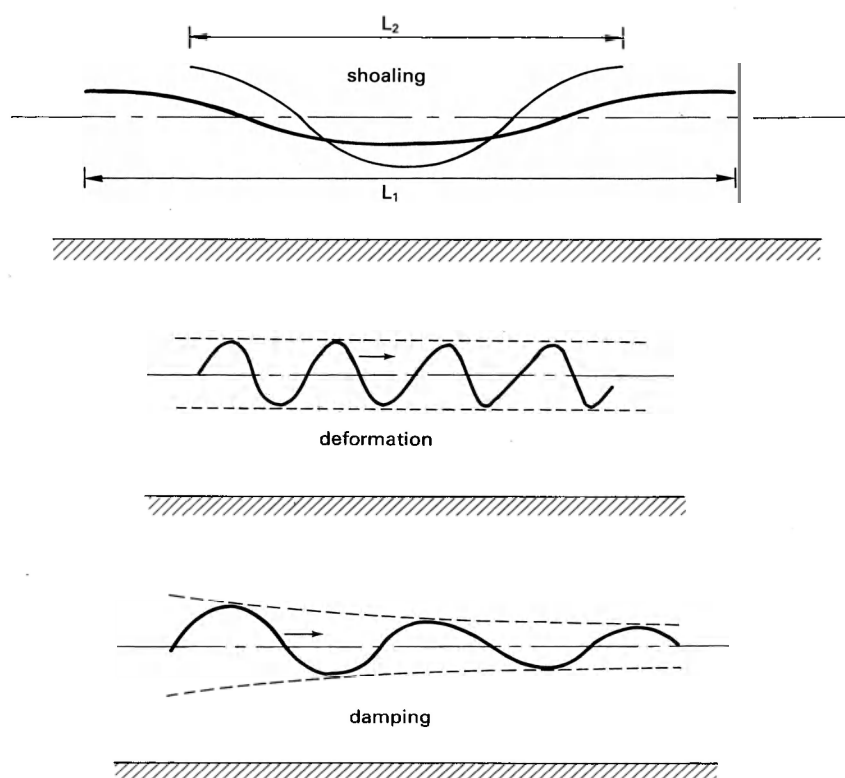 L₂
shoaling
L₁
deformation
damping